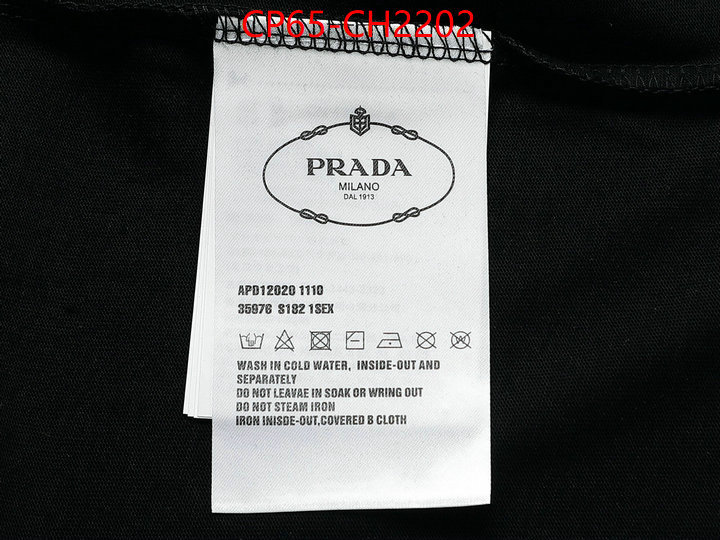 CP65-CH2202
PRADA
MILANO
DAL 1913
APD12020 1110
35976 S182 1SEX
WASH IN COLD WATER, INSIDE-OUT AND
SEPARATELY
DO NOT LEAVAE IN SOAK OR WRING OUT
DO NOT STEAM IRON
IRON INISDE-OUT,COVERED B CLOTH